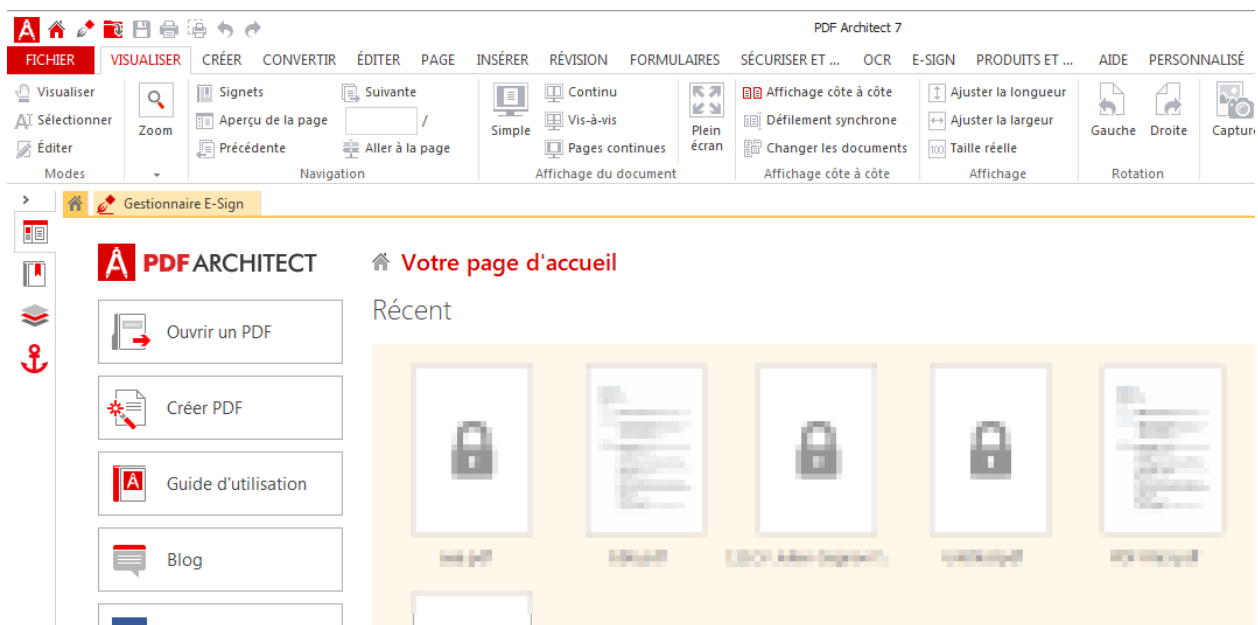 PDF Architect 7
FICHIER VISUALISER CRÉER CONVERTIR ÉDITER PAGE INSÉRER RÉVISION FORMULAIRES SÉCURISER ET ... OCR E-SIGN PRODUITS ET ... AIDE PERSONNALISÉ
Visualiser Signets Suivante Continu Affichage côte à côte Ajuster la longueur
Sélectionner Zoom Aperçu de la page / Simple Vis-à-vis Plein écran Défilement synchrone Ajuster la largeur Gauche Droite Capture
Éditer Précédente Aller à la page Pages continues Changer les documents 100 Taille réelle
Modes Navigation Affichage du document Affichage côte à côte Affichage Rotation
Gestionnaire E-Sign
PDF ARCHITECT
Votre page d'accueil
Récent
Ouvrir un PDF
Créer PDF
Guide d'utilisation
Blog